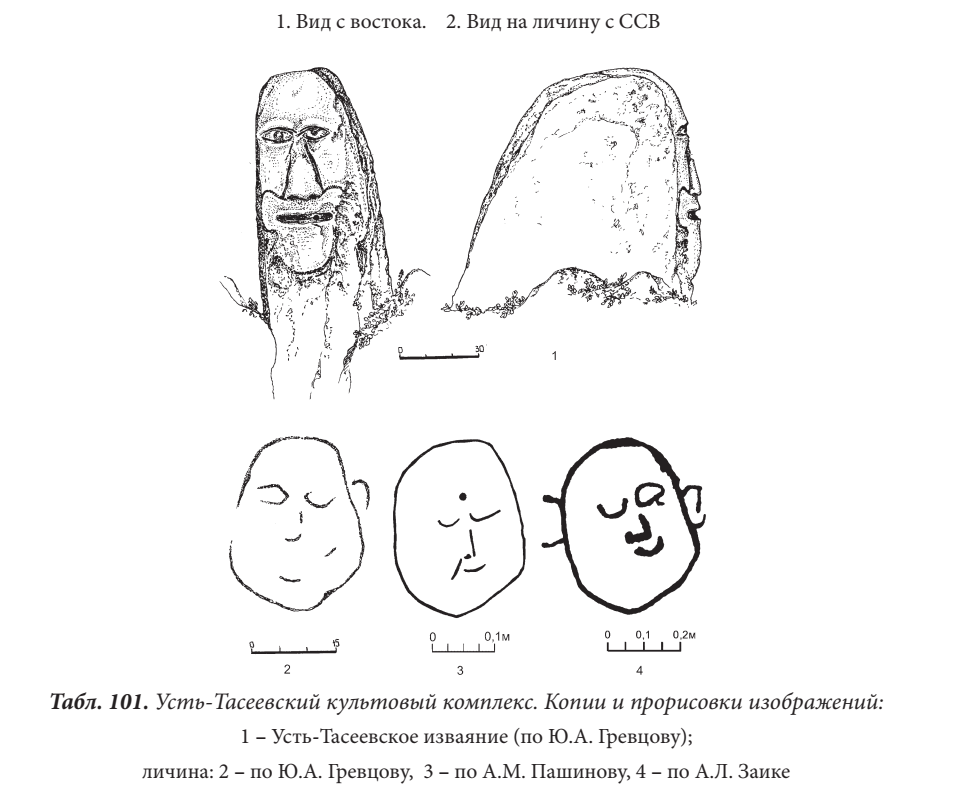 1. Вид с востока. 2. Вид на личину с ССВ
0 30 1
0 15
0 0,1м
0 0,1 0,2м
2 3 4
Табл. 101. Усть-Тасеевский культовый комплекс. Копии и прорисовки изображений:
1 – Усть-Тасеевское изваяние (по Ю.А. Гревцову);
личина: 2 – по Ю.А. Гревцову, 3 – по А.М. Пашинову, 4 – по А.Л. Заике